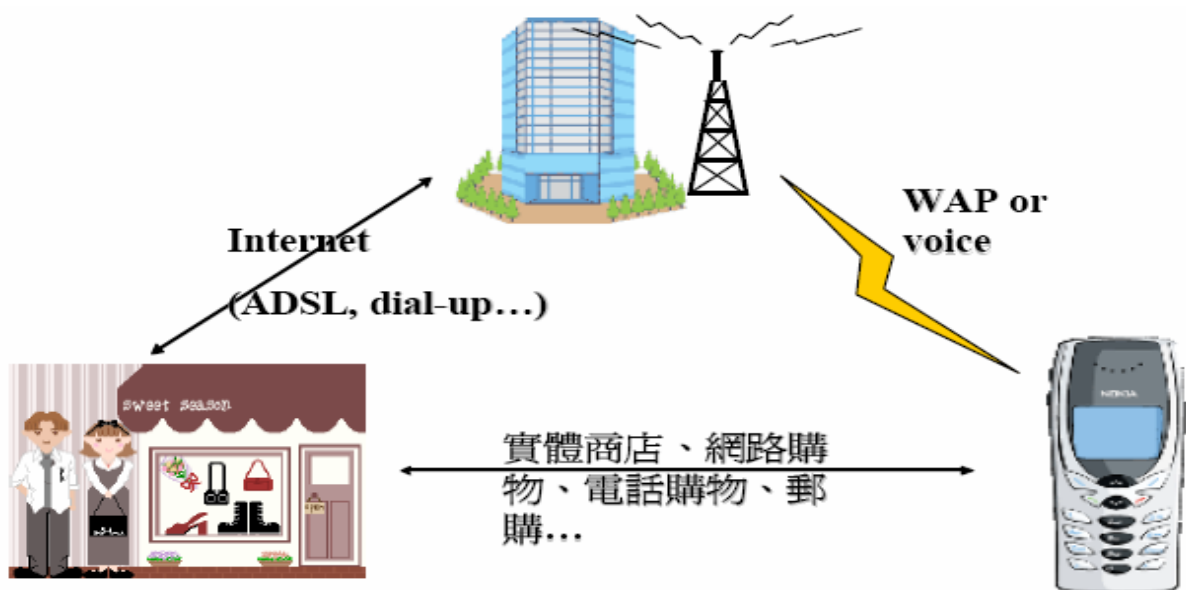 WAP or
voice
Internet
(ADSL, dial-up…)
sweet season
NOKIA
實體商店、網路購
物、電話購物、郵
購…